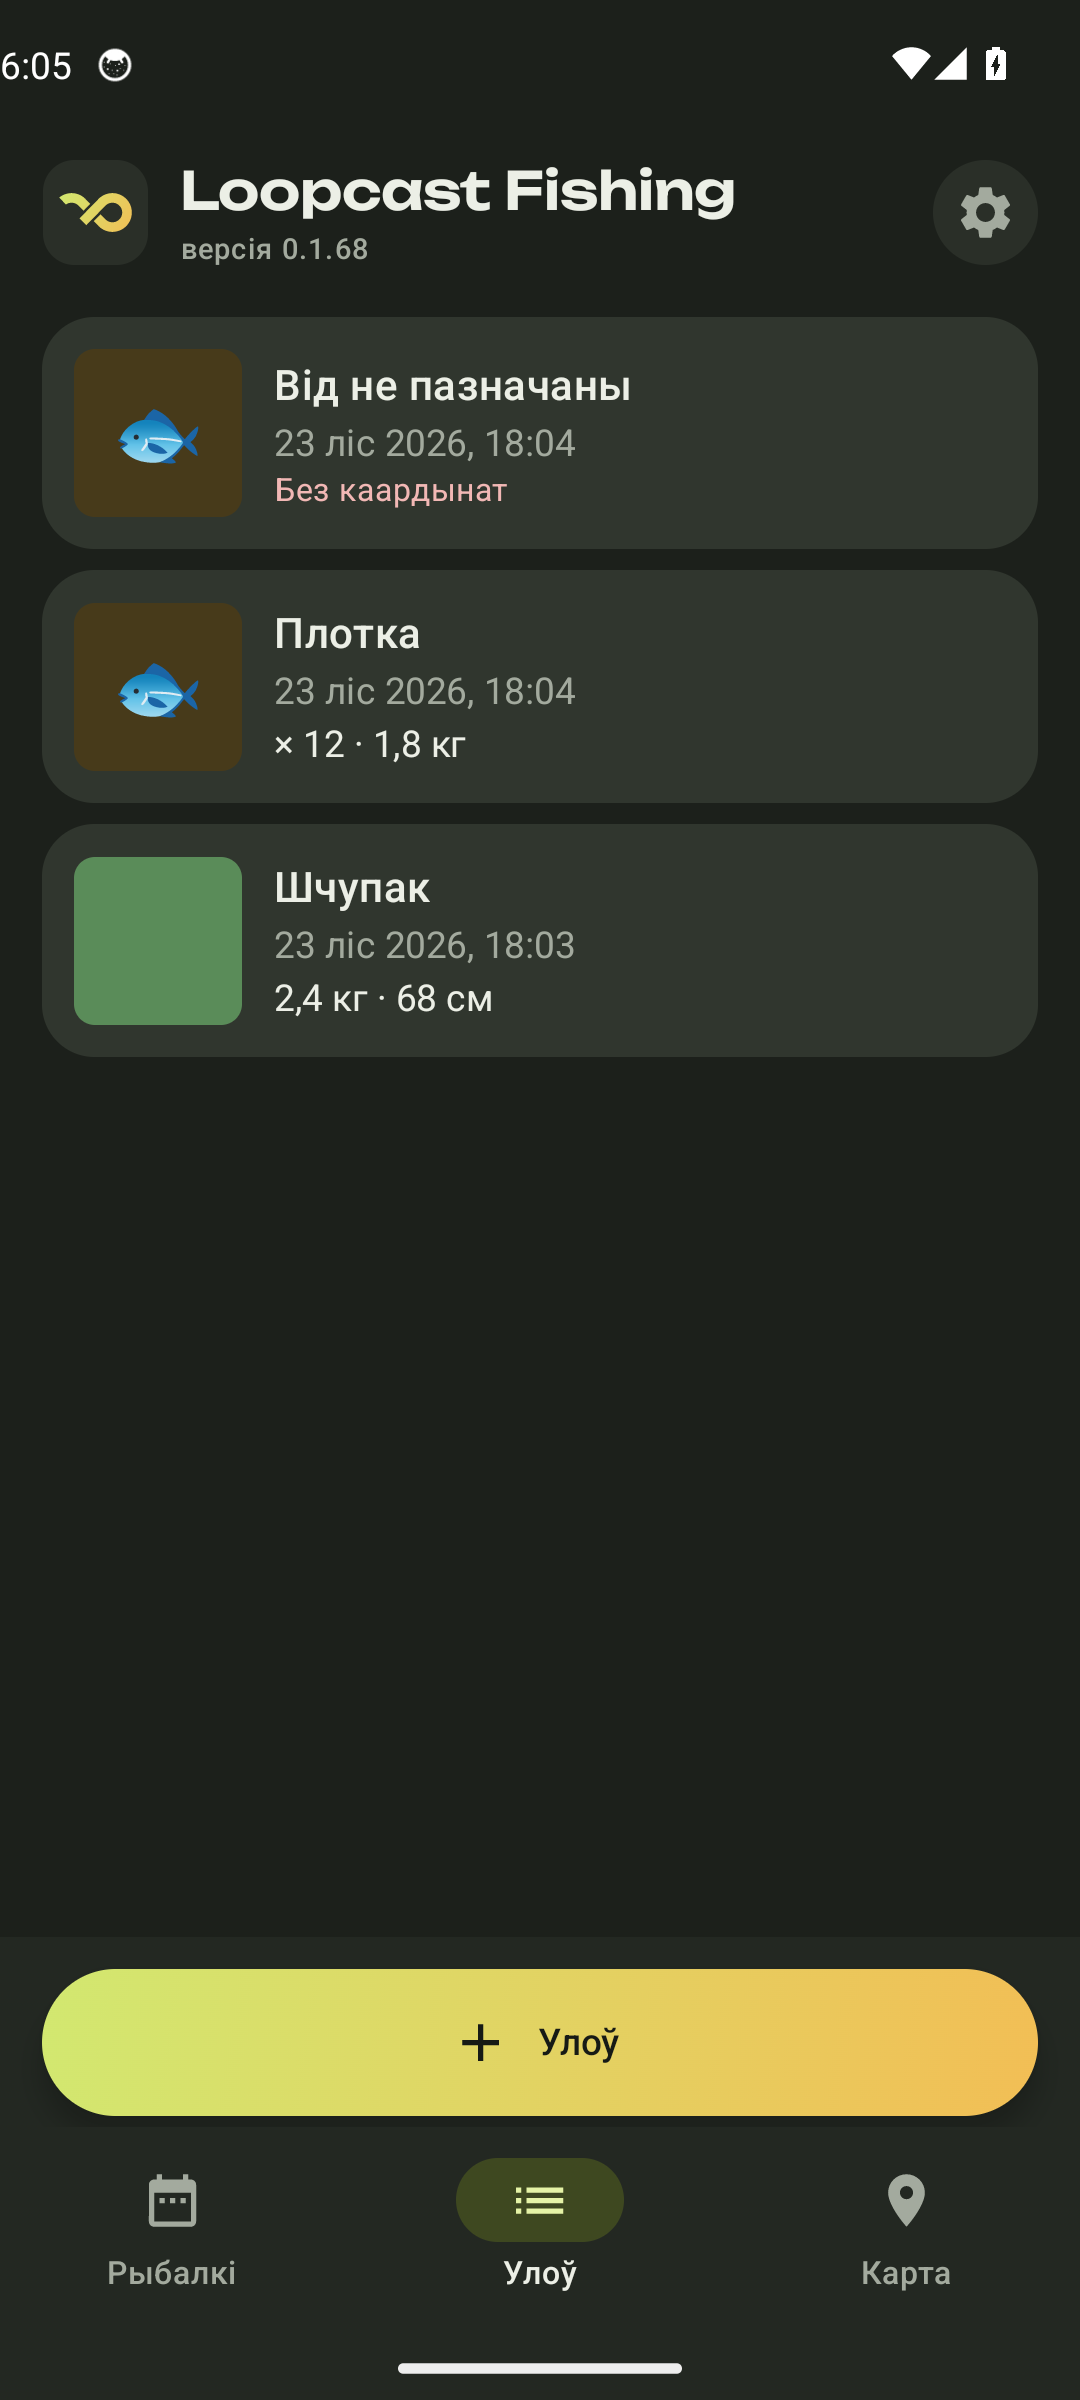 6:05
Loopcast Fishing
версія 0.1.68
Від не пазначаны
23 ліс 2026, 18:04
Без каардынат
Плотка
23 ліс 2026, 18:04
× 12 · 1,8 кг
Шчупак
23 ліс 2026, 18:03
2,4 кг · 68 см
Улоў
Рыбалкі
Улоў
Карта